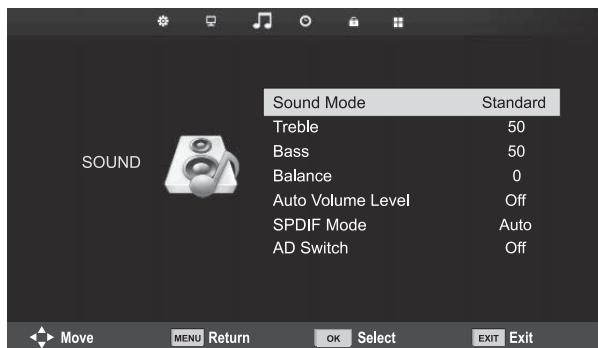 Sound Mode Standard
Treble 50
Bass 50
SOUND
Balance 0
Auto Volume Level Off
SPDIF Mode Auto
AD Switch Off
Move MENU Return OK Select EXIT Exit